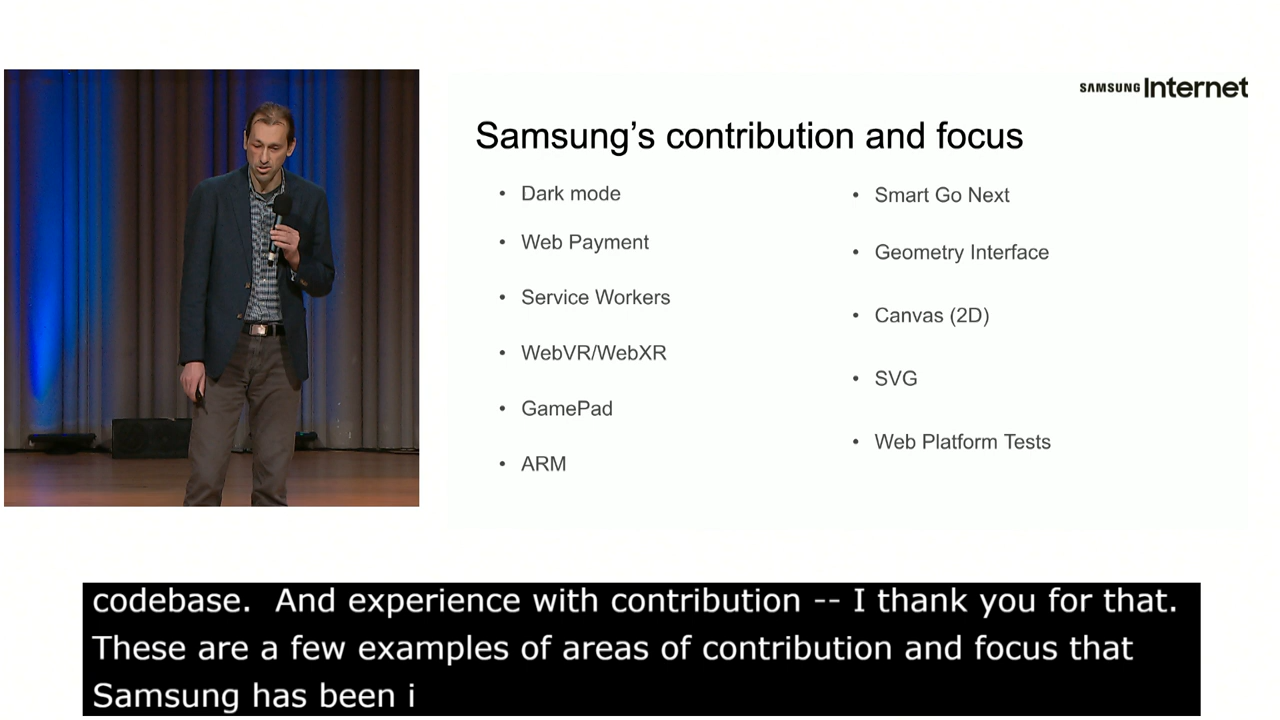 SAMSUNG Internet
Samsung's contribution and focus
• Dark mode
• Web Payment
• Service Workers
• WebVR/WebXR
• GamePad
• ARM
• Smart Go Next
• Geometry Interface
• Canvas (2D)
• SVG
• Web Platform Tests
codebase.  And experience with contribution -- I thank you for that.
These are a few examples of areas of contribution and focus that
Samsung has been i